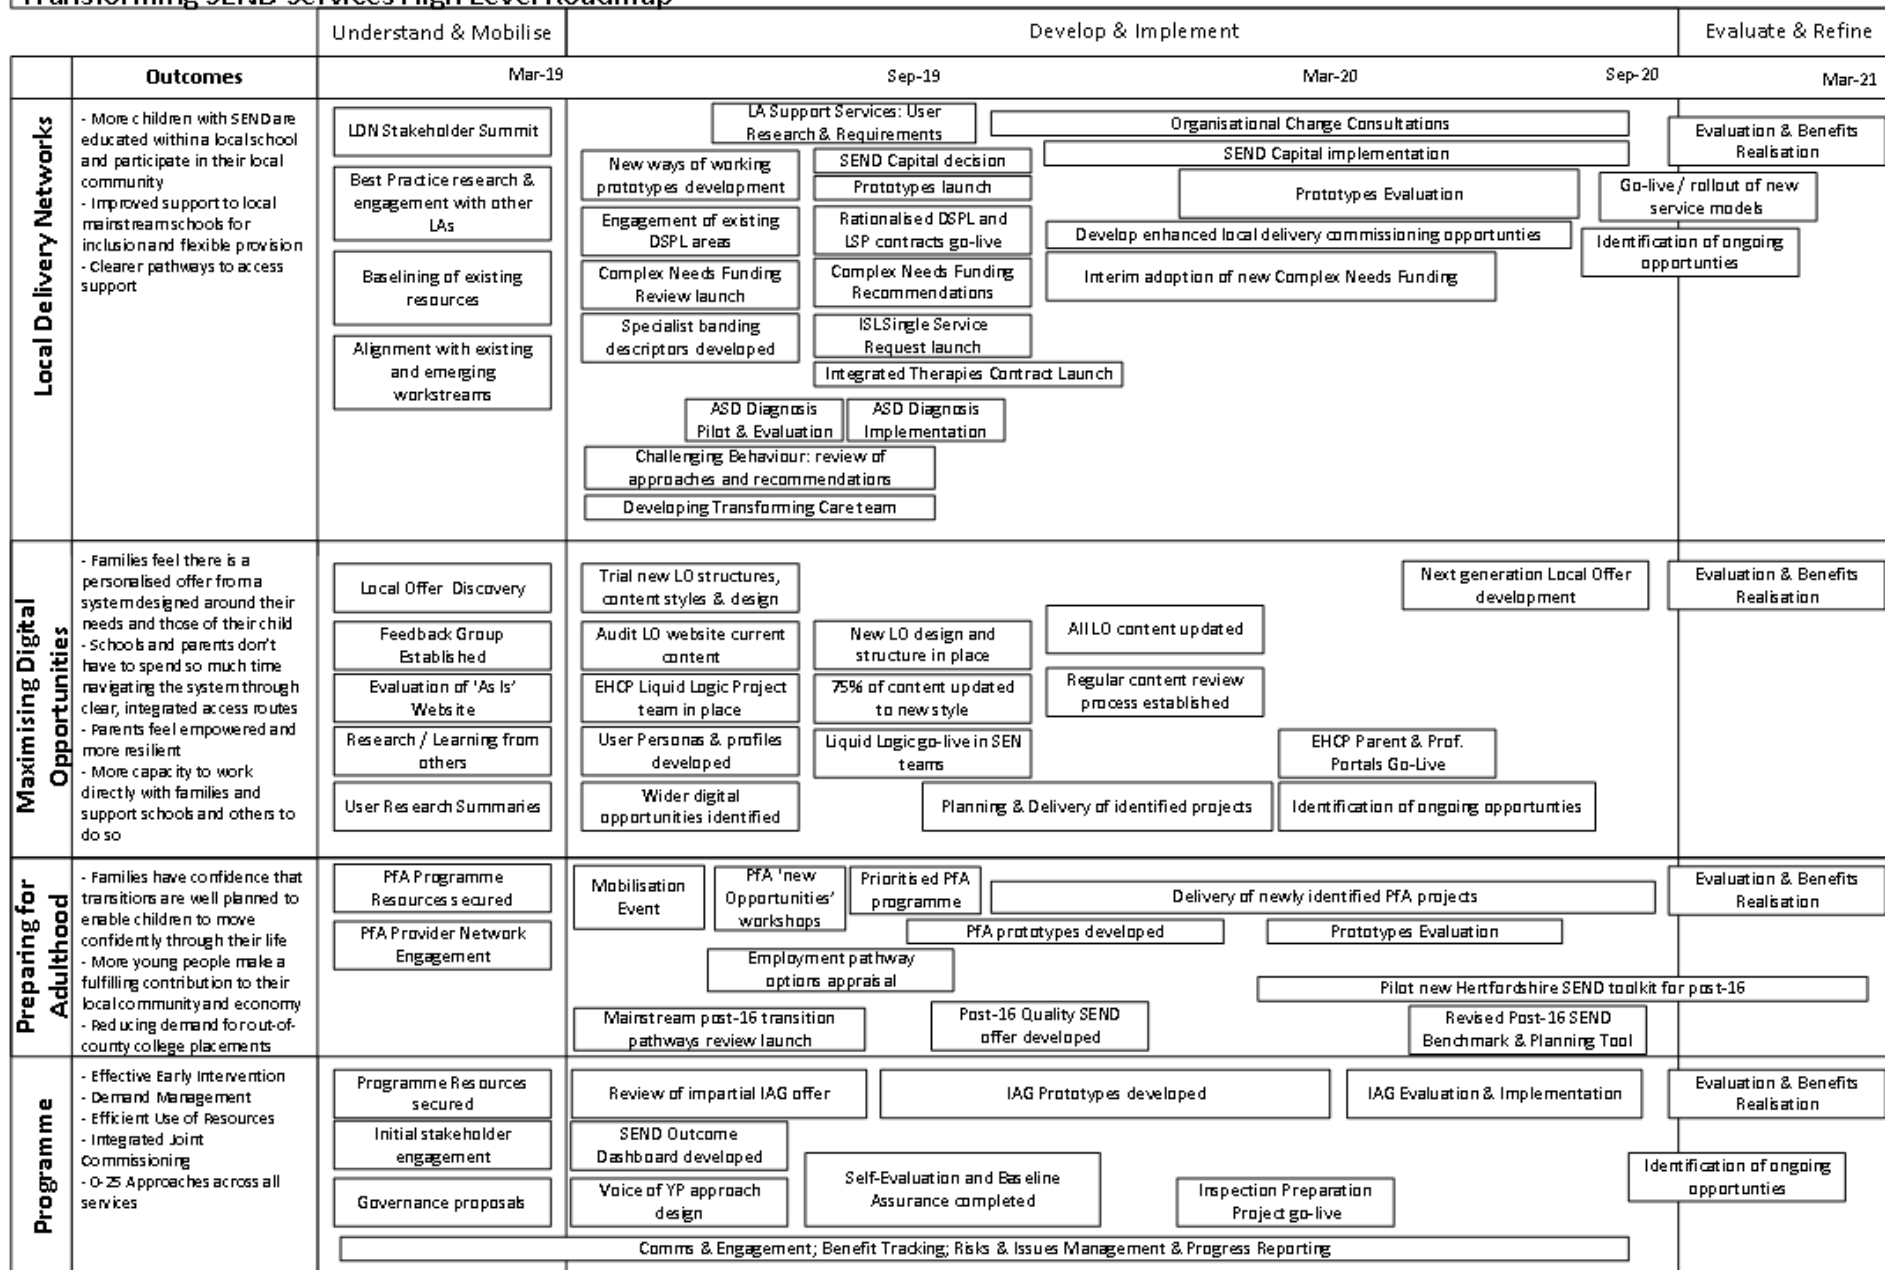 Transforming SEND Services High Level Roadmap
Understand & Mobilise
Develop & Implement
Evaluate & Refine
Outcomes
Mar-19
Sep-19
Mar-20
Sep-20
Mar-21
Local Delivery Networks
- More children with SEND are
educated within a local school
and participate in their local
community
- Improved support to local
mainstream schools for
inclusion and flexible provision
- Clearer pathways to access
support
LDN Stakeholder Summit
Best Practice research &
engagement with other
LAs
Baselining of existing
resources
Alignment with existing
and emerging
workstreams
LA Support Services: User
Research & Requirements
New ways of working
prototypes development
Engagement of existing
DSPL areas
Complex Needs Funding
Review launch
Specialist banding
descriptors developed
SEND Capital decision
Prototypes launch
Rationalised DSPL and
LSP contracts go-live
Complex Needs Funding
Recommendations
ISL Single Service
Request launch
Integrated Therapies Contract Launch
ASD Diagnosis
Pilot & Evaluation
ASD Diagnosis
Implementation
Challenging Behaviour: review of
approaches and recommendations
Developing Transforming Care team
Organisational Change Consultations
SEND Capital implementation
Prototypes Evaluation
Develop enhanced local delivery commissioning opportunties
Interim adoption of new Complex Needs Funding
Evaluation & Benefits
Realisation
Go-live / rollout of new
service models
Identification of ongoing
opportunties
Maximising Digital
Opportunities
- Families feel there is a
personalised offer from a
system designed around their
needs and those of their child
- Schools and parents don't
have to spend so much time
navigating the system through
clear, integrated access routes
- Parents feel empowered and
more resilient
- More capacity to work
directly with families and
support schools and others to
do so
Local Offer Discovery
Feedback Group
Established
Evaluation of 'As Is'
Website
Research / Learning from
others
User Research Summaries
Trial new LO structures,
content styles & design
Audit LO website current
content
EHCP Liquid Logic Project
team in place
User Personas & profiles
developed
Wider digital
opportunities identified
New LO design and
structure in place
75% of content updated
to new style
Liquid Logic go-live in SEN
teams
Planning & Delivery of identified projects
All LO content updated
Regular content review
process established
EHCP Parent & Prof.
Portals Go-Live
Identification of ongoing opportunties
Next generation Local Offer
development
Evaluation & Benefits
Realisation
Preparing for
Adulthood
- Families have confidence that
transitions are well planned to
enable children to move
confidently through their life
- More young people make a
fulfilling contribution to their
local community and economy
- Reducing demand for out-of-
county college placements
PfA Programme
Resources secured
PfA Provider Network
Engagement
Mobilisation
Event
PfA 'new
Opportunities'
workshops
Prioritised PfA
programme
Delivery of newly identified PfA projects
PfA prototypes developed
Prototypes Evaluation
Employment pathway
options appraisal
Pilot new Hertfordshire SEND toolkit for post-16
Mainstream post-16 transition
pathways review launch
Post-16 Quality SEND
offer developed
Revised Post-16 SEND
Benchmark & Planning Tool
Evaluation & Benefits
Realisation
Programme
- Effective Early Intervention
- Demand Management
- Efficient Use of Resources
- Integrated Joint
Commissioning
- 0-25 Approaches across all
services
Programme Resources
secured
Initial stakeholder
engagement
Governance proposals
Review of impartial IAG offer
SEND Outcome
Dashboard developed
Voice of YP approach
design
IAG Prototypes developed
Self-Evaluation and Baseline
Assurance completed
IAG Evaluation & Implementation
Inspection Preparation
Project go-live
Evaluation & Benefits
Realisation
Identification of ongoing
opportunties
Comms & Engagement; Benefit Tracking; Risks & Issues Management & Progress Reporting